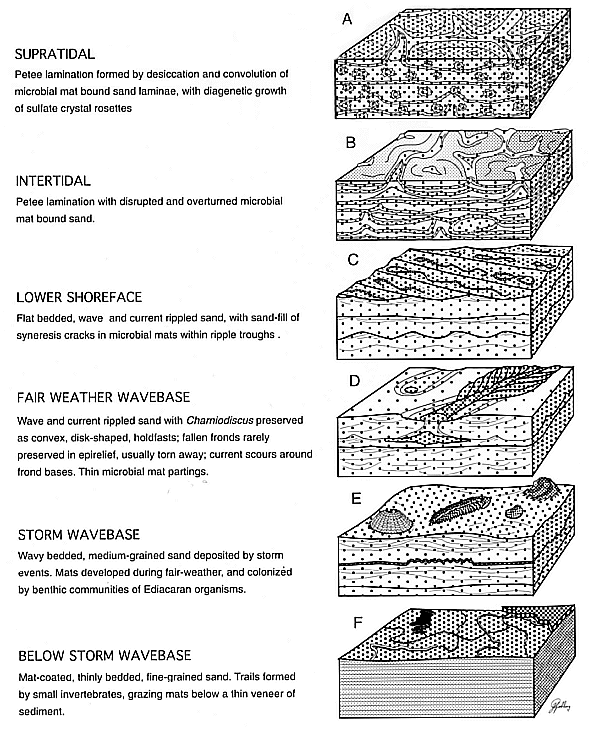 A
SUPRATIDAL
Petee lamination formed by desiccation and convolution of
microbial mat bound sand laminae, with diagenetic growth
of sulfate crystal rosettes
B
INTERTIDAL
Petee lamination with disrupted and overturned microbial
mat bound sand.
C
LOWER SHOREFACE
Flat bedded, wave and current rippled sand, with sand-fill of
syneresis cracks in microbial mats within ripple troughs .
D
FAIR WEATHER WAVEBASE
Wave and current rippled sand with Charniodiscus preserved
as convex, disk-shaped, holdfasts; fallen fronds rarely
preserved in epirelief, usually torn away; current scours around
frond bases. Thin microbial mat partings.
E
STORM WAVEBASE
Wavy bedded, medium-grained sand deposited by storm
events. Mats developed during fair-weather, and colonized
by benthic communities of Ediacaran organisms.
F
BELOW STORM WAVEBASE
Mat-coated, thinly bedded, fine-grained sand. Trails formed
by small invertebrates, grazing mats below a thin veneer of
sediment.